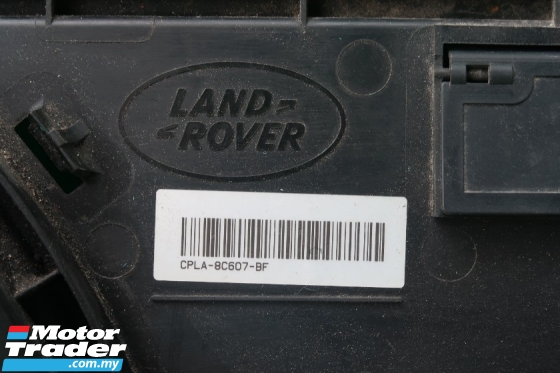 LAND
ROVER
CPLA-8C607-BF
Motor
Trader
.com.my